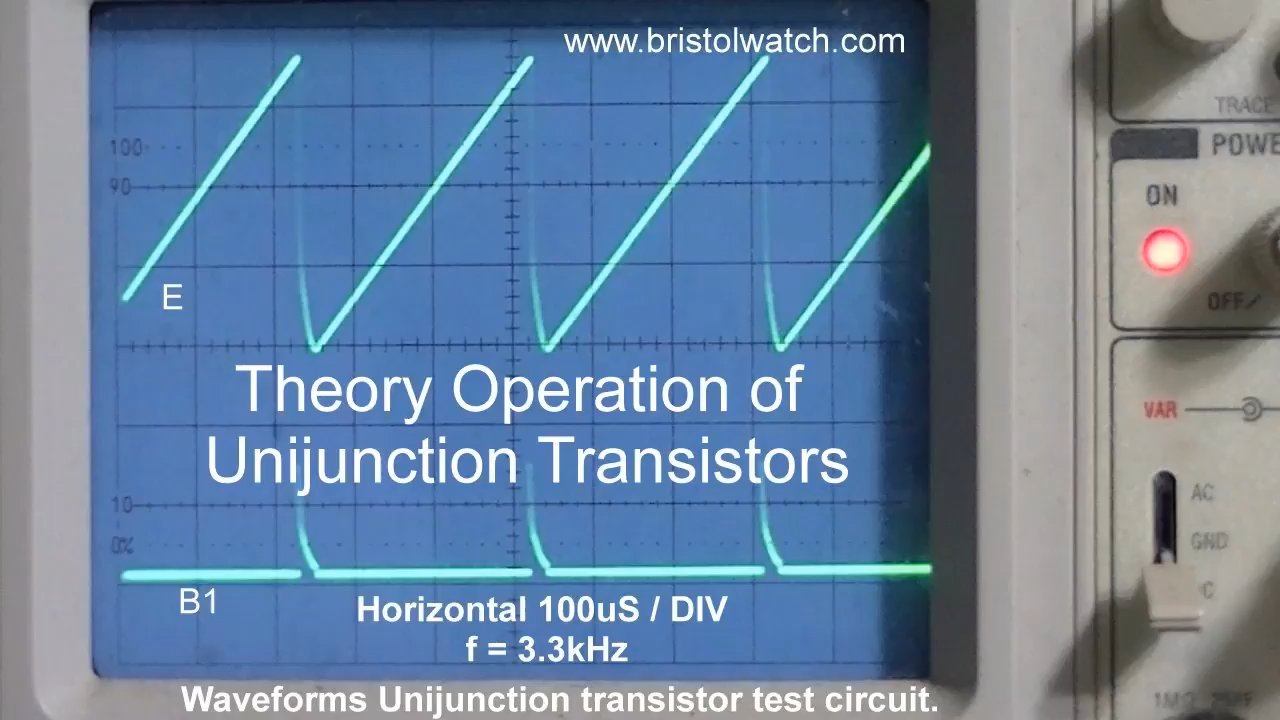 www.bristolwatch.com
TRACE
100
POWE
90
ON
E
OFF/
Theory Operation of
VAR
Unijunction Transistors
AC
10
0%
GND
B1
Horizontal 100uS / DIV
f = 3.3kHz
Waveforms Unijunction transistor test circuit.